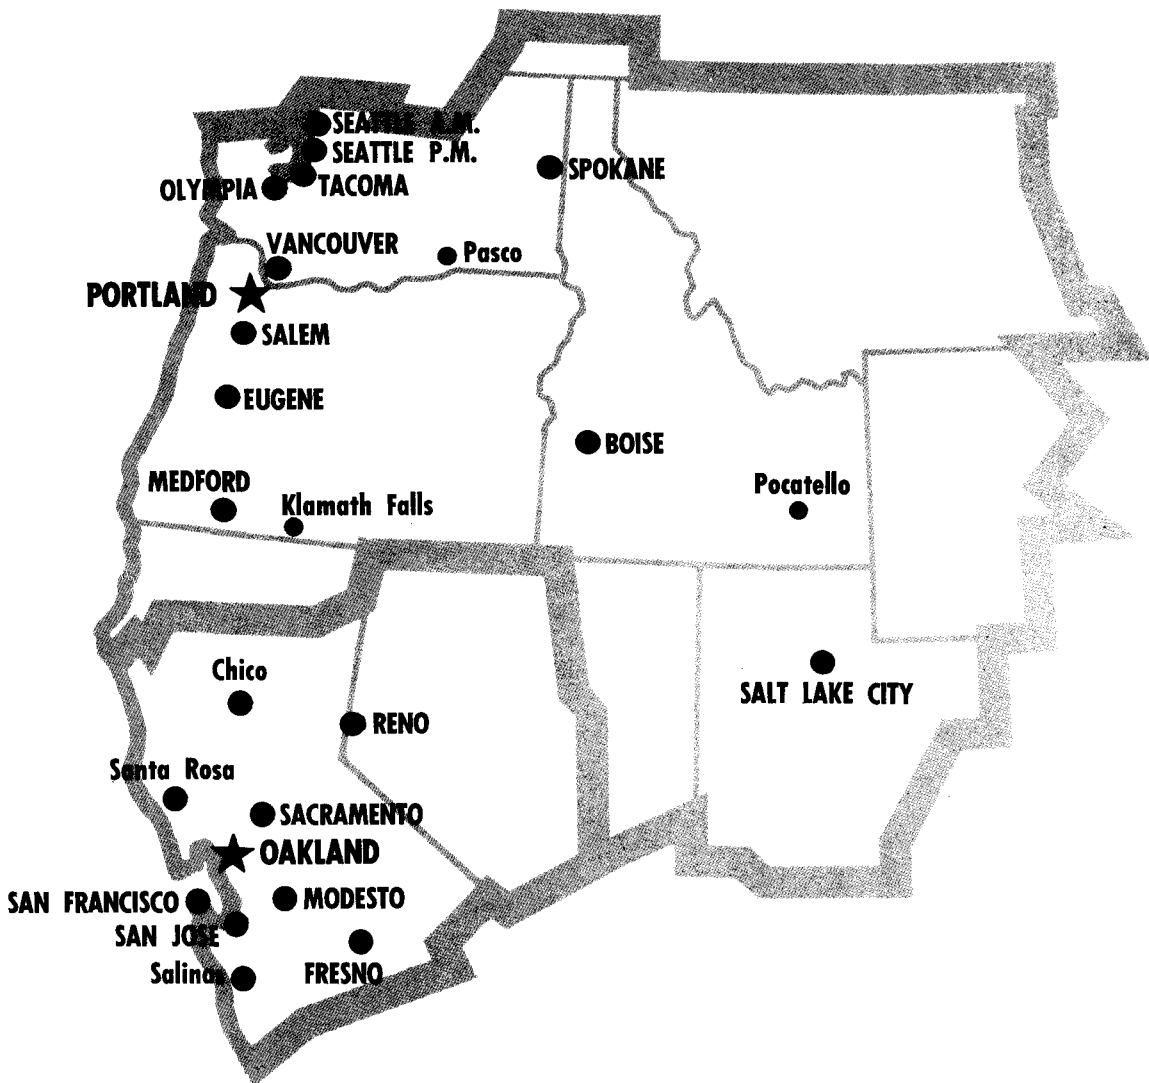 SEATTLE A.M.
SEATTLE P.M.
SPOKANE
TACOMA
OLYMPIA
VANCOUVER
Pasco
PORTLAND
SALEM
EUGENE
BOISE
MEDFORD
Pocatello
Klamath Falls
Chico
SALT LAKE CITY
RENO
Santa Rosa
SACRAMENTO
OAKLAND
MODESTO
SAN FRANCISCO
SAN JOSE
Salinas
FRESNO